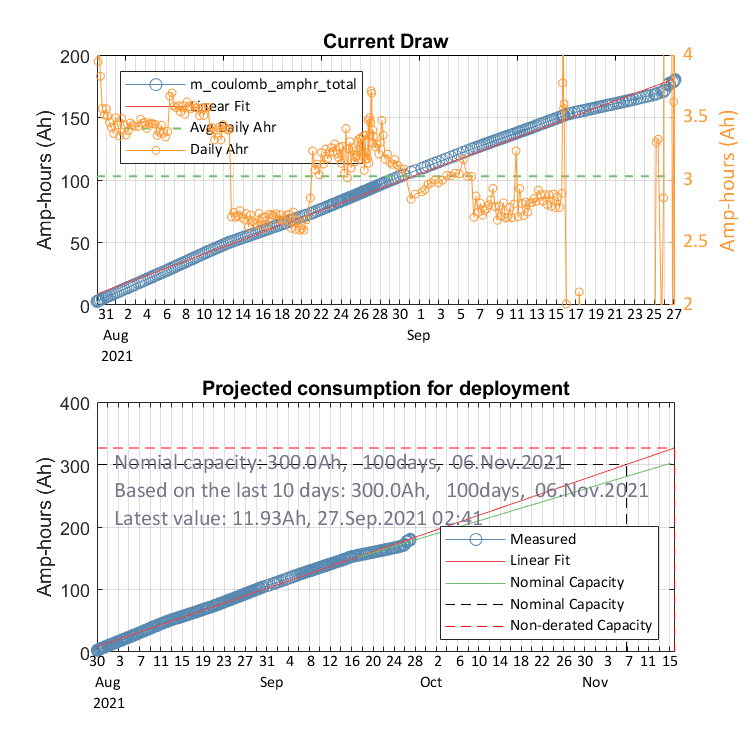 Current Draw
200
150
100
50
0
Amp-hours (Ah)
4
3.5
3
2.5
2
Amp-hours (Ah)
m_coulomb_amphr_total
Linear Fit
Avg Daily Ahr
Daily Ahr
31 2 4 6 8 10 12 14 16 18 20 22 24 26 28 30 1 3 5 7 9 11 13 15 17 19 21 23 25 27
Aug Sep
2021
Projected consumption for deployment
400
300
200
100
0
Amp-hours (Ah)
Nomial capacity: 300.0Ah, 100days, 06.Nov.2021
Based on the last 10 days: 300.0Ah, 100days, 06.Nov.2021
Latest value: 11.93Ah, 27.Sep.2021 02:41
Measured
Linear Fit
Nominal Capacity
Nominal Capacity
Non-derated Capacity
30 3 7 11 15 19 23 27 31 4 8 12 16 20 24 28 2 6 10 14 18 22 26 30 3 7 11 15
Aug Sep Oct Nov
2021